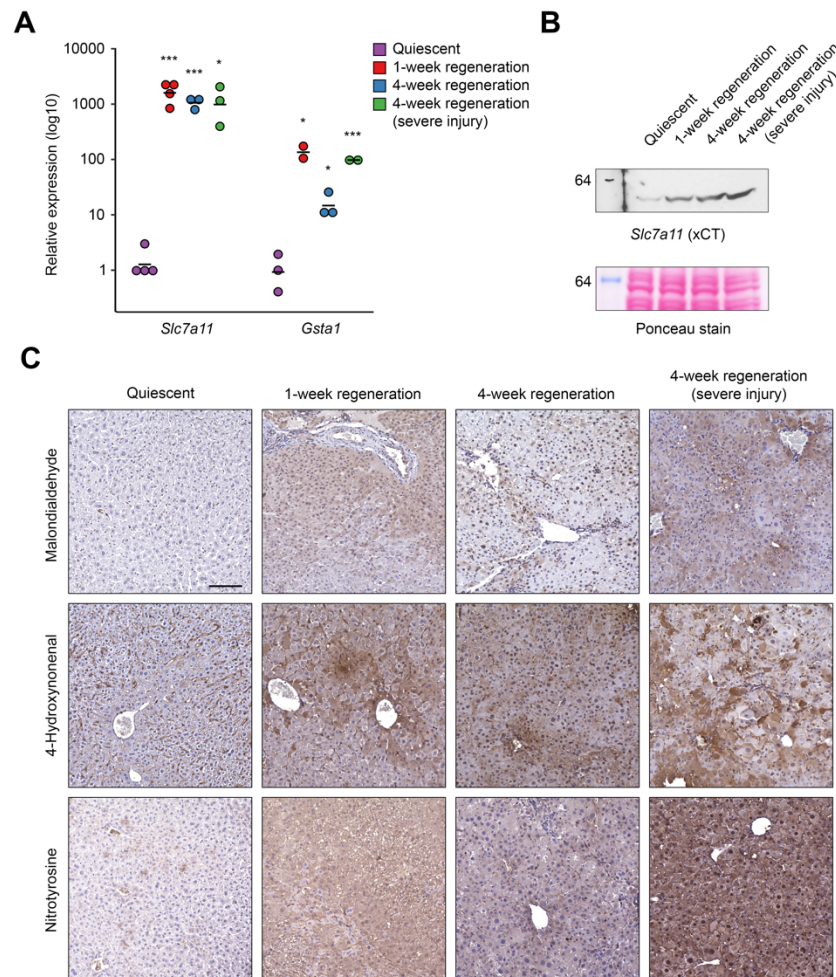 A
Relative expression (log10)
10000
1000
100
10
1
***
***
*
*
*
***
Slc7a11
Gsta1
Quiescent
1-week regeneration
4-week regeneration
4-week regeneration
(severe injury)
B
Quiescent
1-week regeneration
4-week regeneration
4-week regeneration
(severe injury)
64
Slc7a11 (xCT)
64
Ponceau stain
C
Quiescent
1-week regeneration
4-week regeneration
4-week regeneration
(severe injury)
Malondialdehyde
4-Hydroxynonenal
Nitrotyrosine